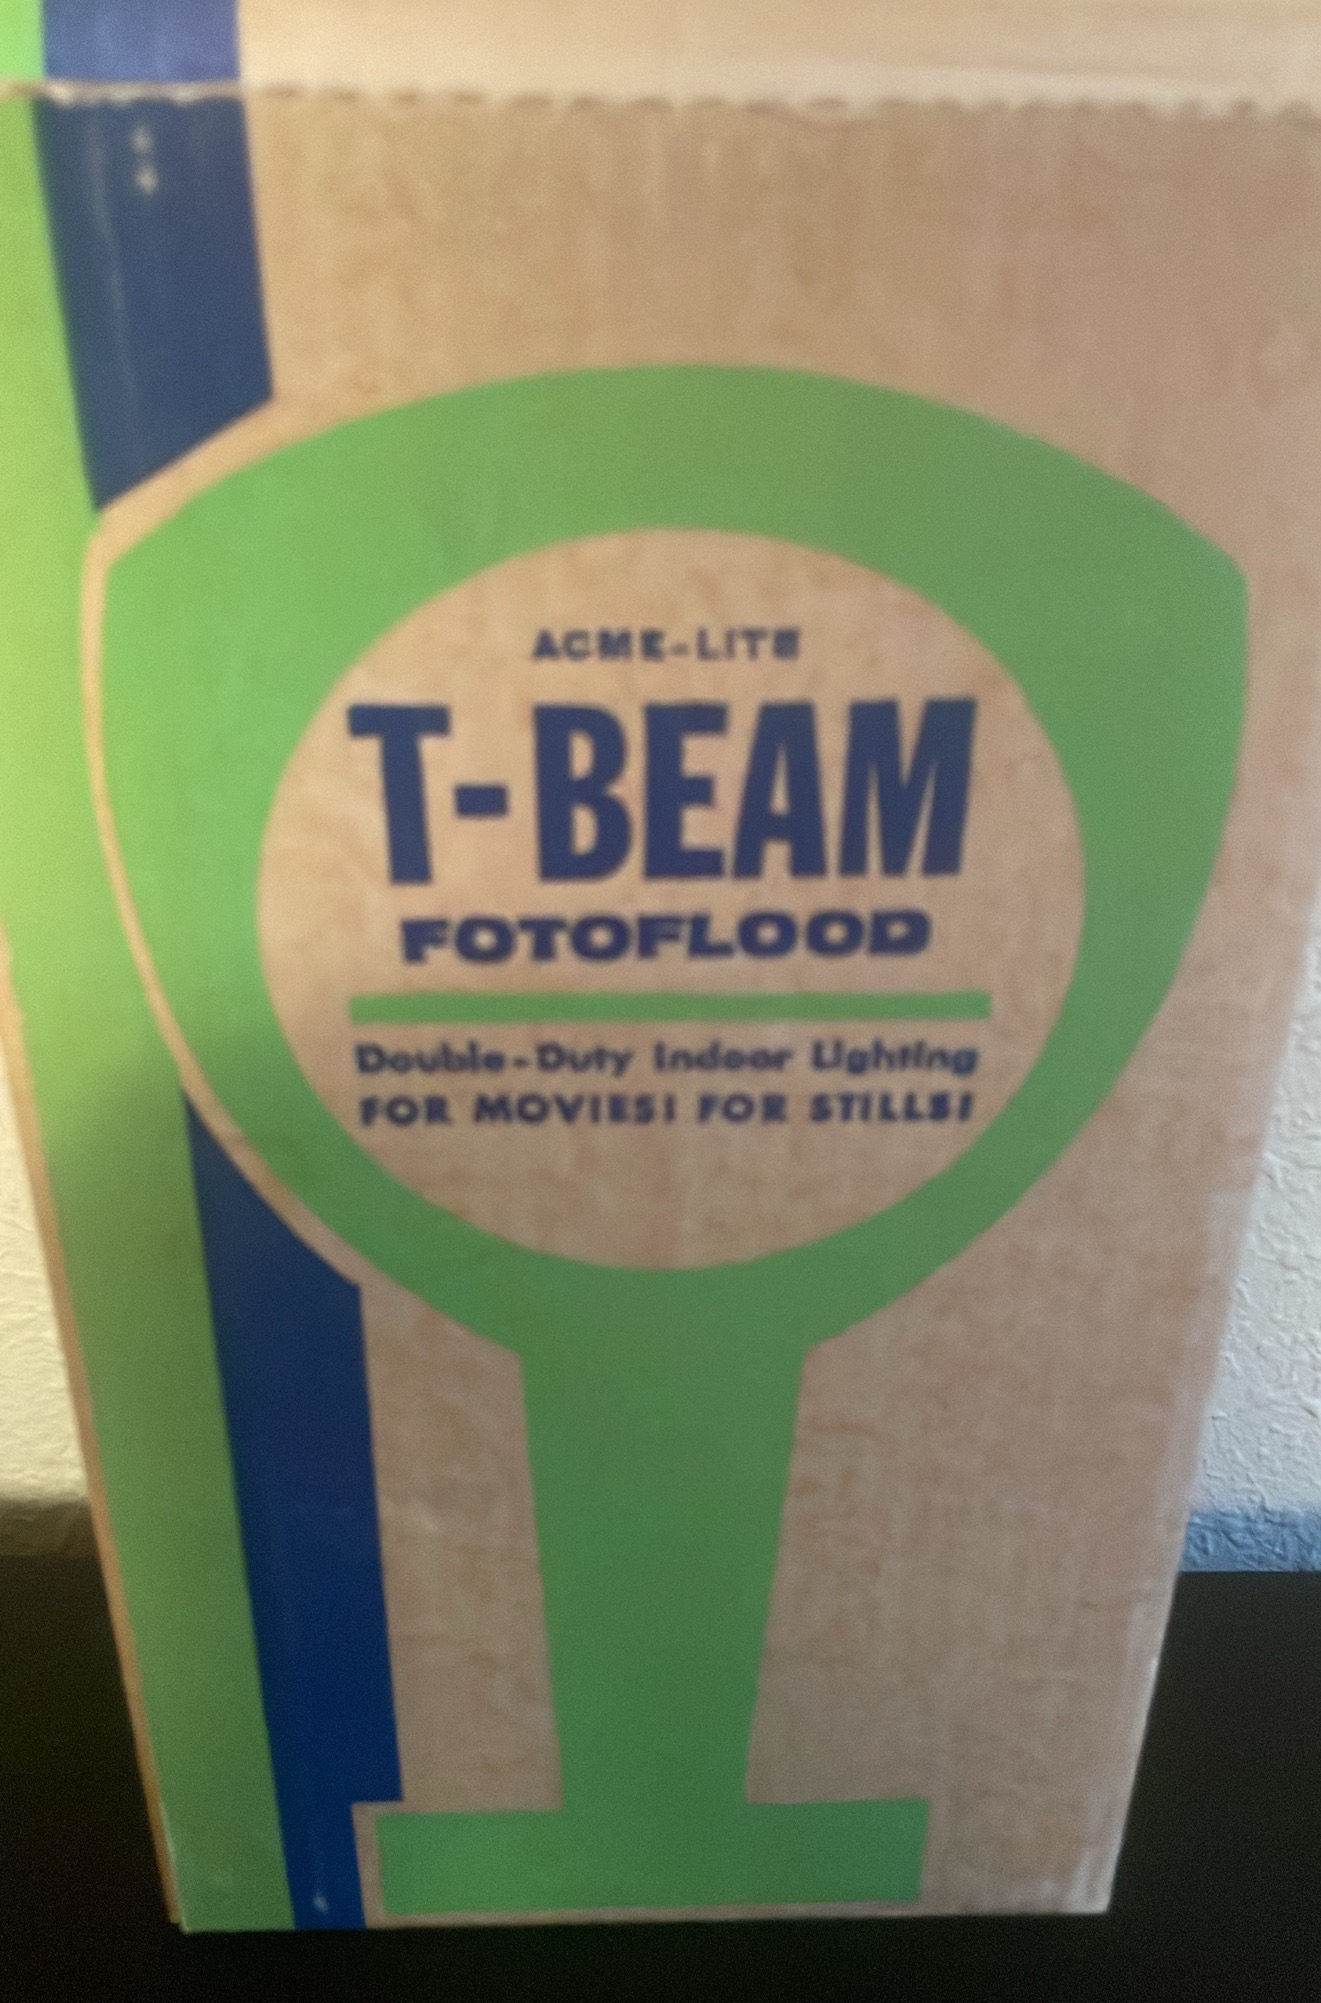 ACME-LITE
T-BEAM
FOTOFLOOD
Double-Duty Indoor Lighting
FOR MOVIES! FOR STILLS!